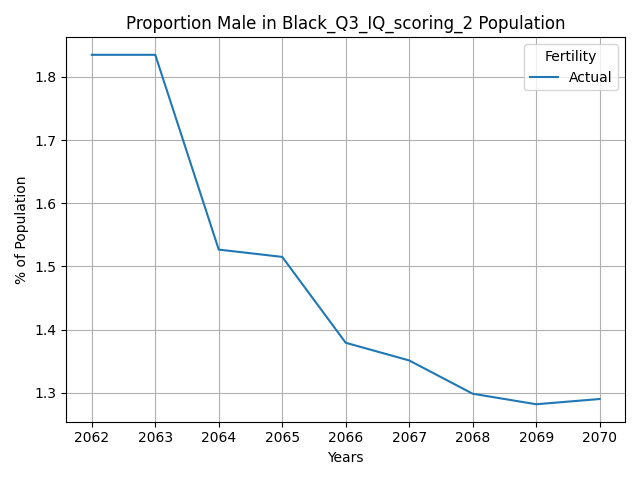 Proportion Male in Black_Q3_IQ_scoring_2 Population
Fertility
Actual
% of Population
1.8
1.7
1.6
1.5
1.4
1.3
2062 2063 2064 2065 2066 2067 2068 2069 2070
Years